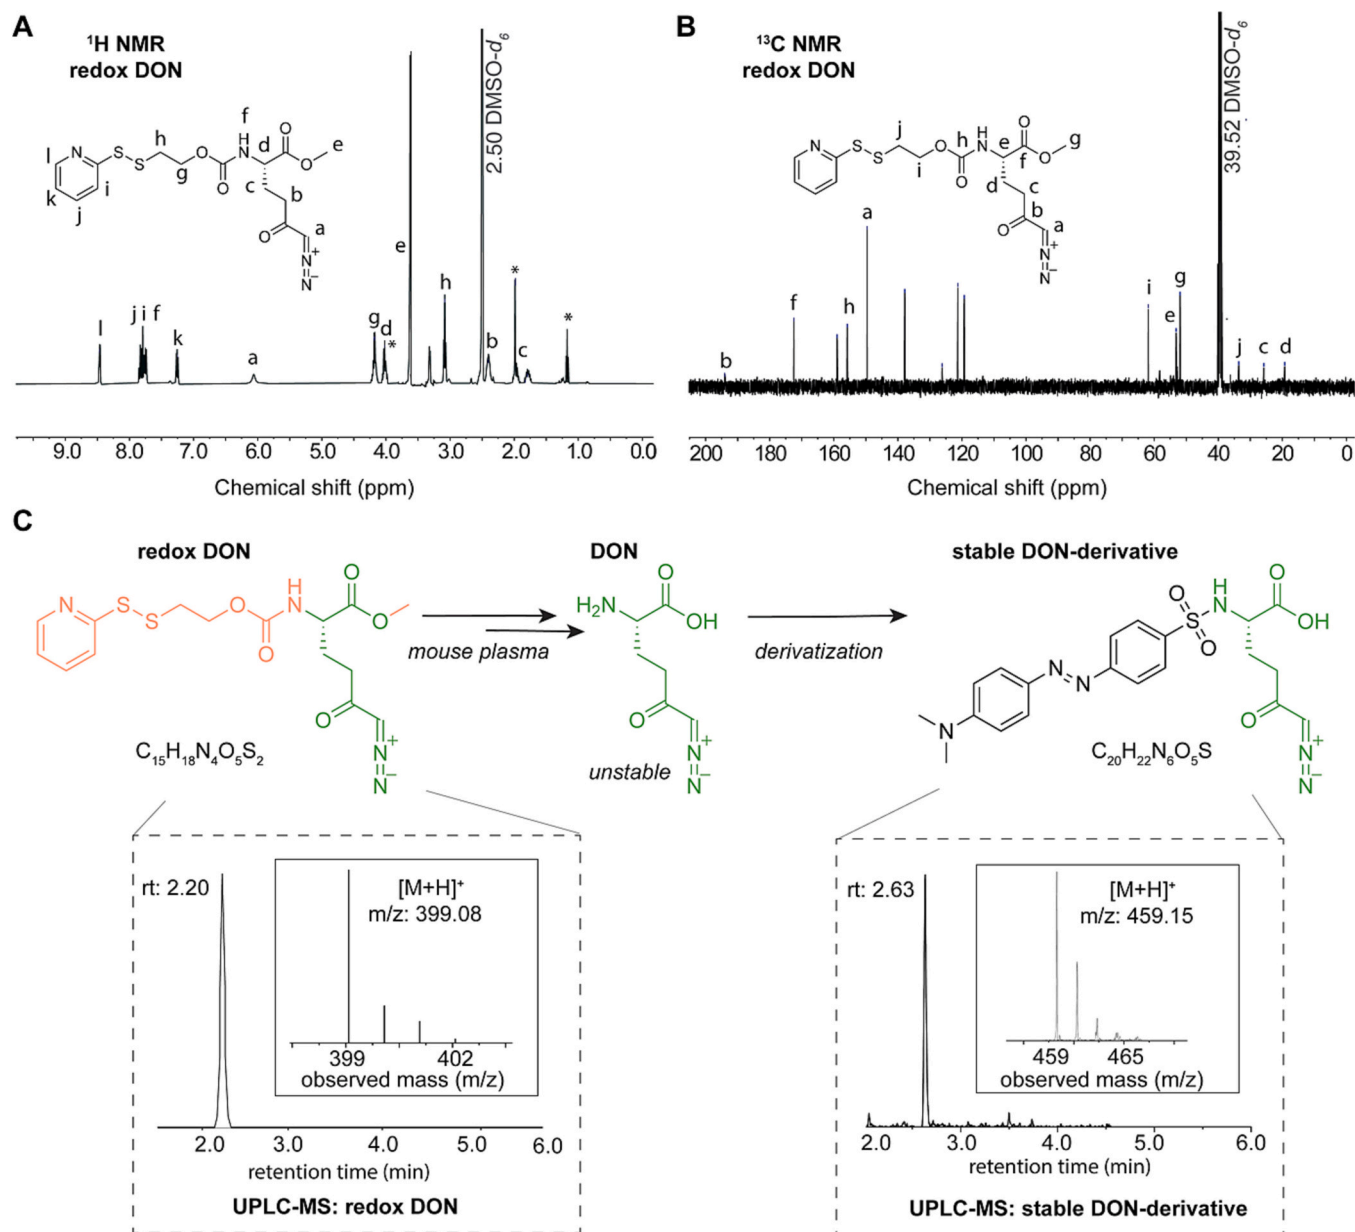 A
¹H NMR
redox DON
2.50 DMSO-d₆
f
H
N
h
d
O
e
O
N
S
S
O
g
O
c
b
l
k
j
i
O
a
N
+
N
−
e
h
*
l
j
i
f
k
a
g
d
*
b
c
*
9.0 8.0 7.0 6.0 5.0 4.0 3.0 2.0 1.0 0.0
Chemical shift (ppm)
B
¹³C NMR
redox DON
39.52 DMSO-d₆
j
h
H
N
e
O
g
f
O
N
S
S
i
O
O
d
c
b
O
a
N
+
N
−
a
f
h
b
i
g
e
j
c
d
200 180 160 140 120 100 80 60 40 20 0
Chemical shift (ppm)
C
redox DON
DON
stable DON-derivative
N
S
S
O
O
H
N
O
O
O
N
+
N
−
C₁₅H₁₈N₄O₅S₂
mouse plasma
H₂N
O
OH
O
N
+
N
−
unstable
derivatization
N
N
N
O
S
O
H
N
O
OH
O
N
+
N
−
C₂₀H₂₂N₆O₅S
rt: 2.20
[M+H]⁺
m/z: 399.08
399 402
observed mass (m/z)
2.0 3.0 4.0 5.0 6.0
retention time (min)
UPLC-MS: redox DON
rt: 2.63
[M+H]⁺
m/z: 459.15
459 465
observed mass (m/z)
2.0 3.0 4.0 5.0 6.0
retention time (min)
UPLC-MS: stable DON-derivative